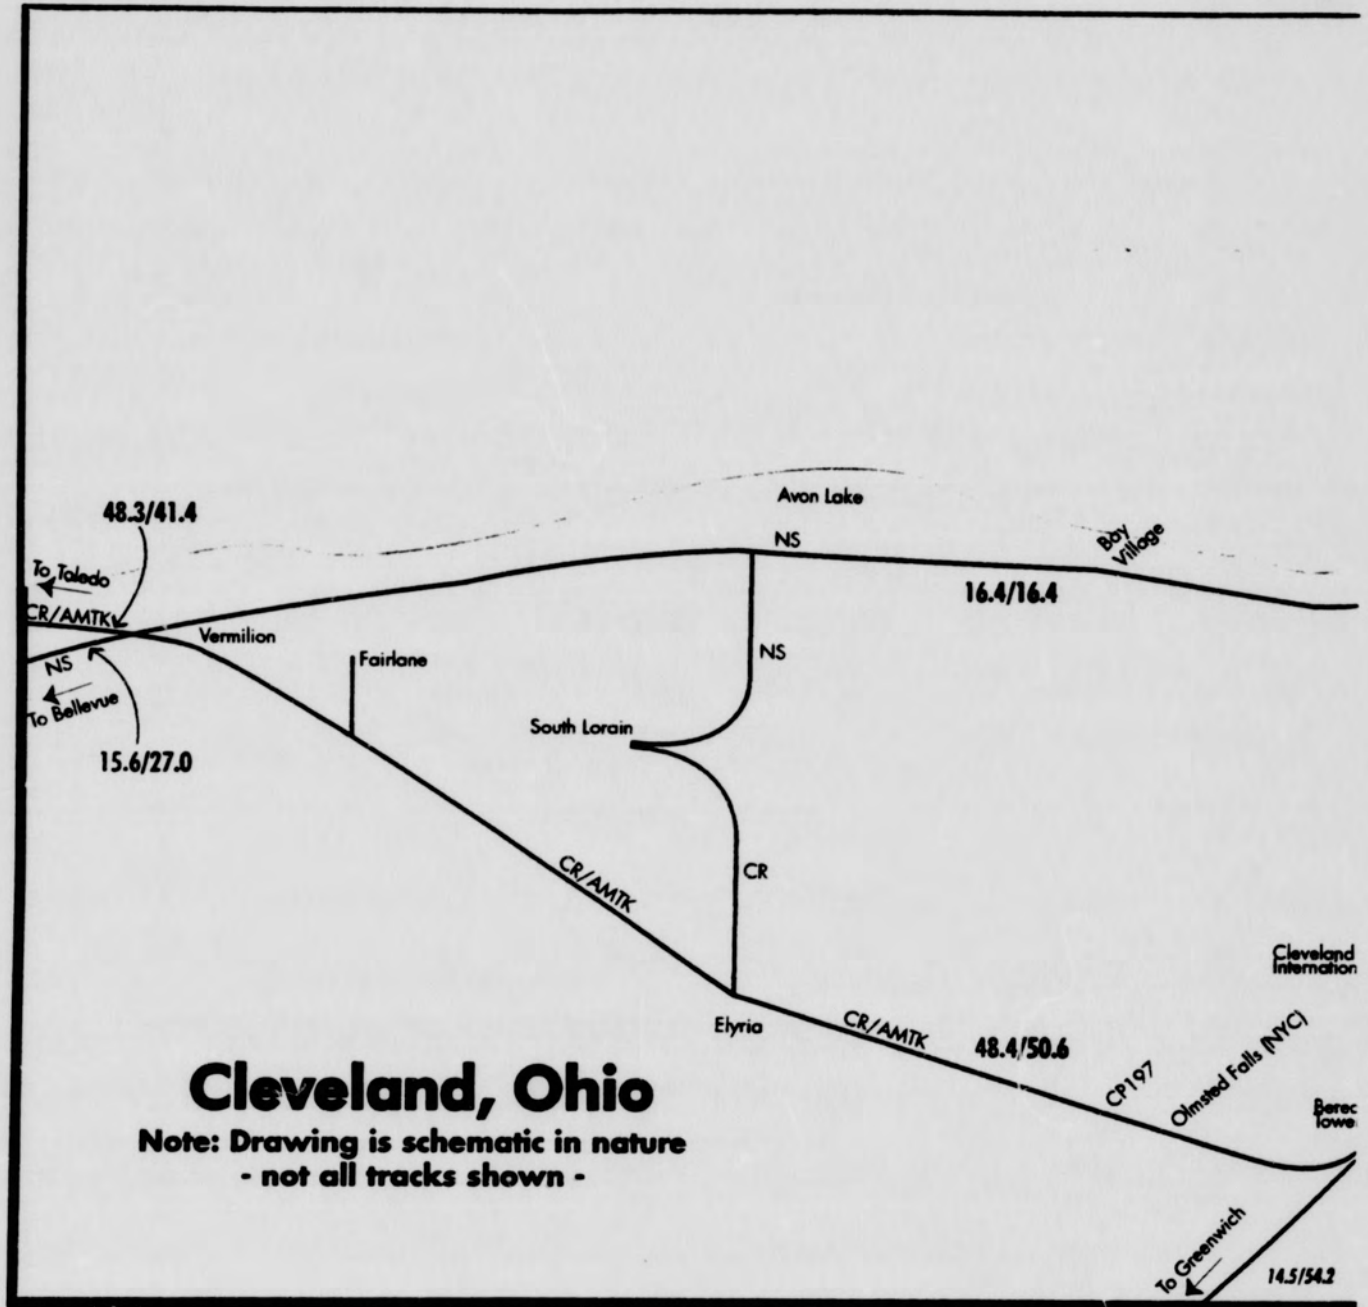 Avon Lake
48.3/41.4
NS
Bay
Village
To Toledo
16.4/16.4
CR/AMTK
Vermilion
NS
Fairlane
NS
To Bellevue
South Lorain
15.6/27.0
CR/AMTK
CR
Cleveland
Internation
Elyria
CR/AMTK
48.4/50.6
CP197
Olmsted Falls (NYC)
Berec
Towe
Cleveland, Ohio
Note: Drawing is schematic in nature
- not all tracks shown -
To Greenwich
14.5/54.2